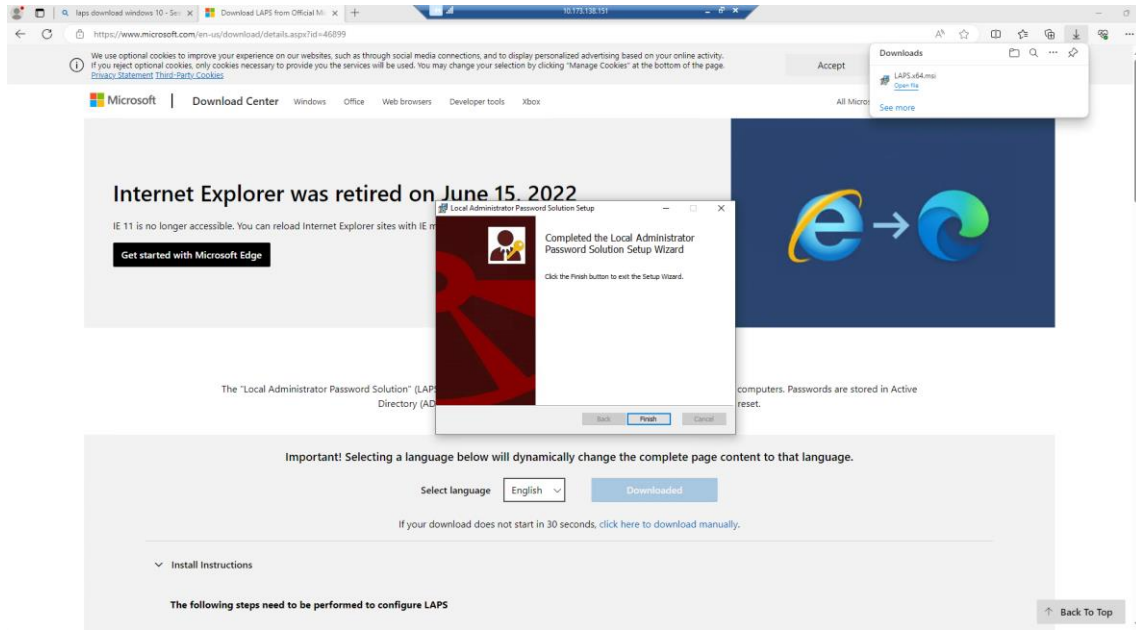 laps download windows 10 - Se
Download LAPS from Official Mi
10.173.138.151
https://www.microsoft.com/en-us/download/details.aspx?id=46899
We use optional cookies to improve your experience on our websites, such as through social media connections, and to display personalized advertising based on your online activity.
If you reject optional cookies, only cookies necessary to provide you the services will be used. You may change your selection by clicking "Manage Cookies" at the bottom of the page.
Privacy Statement Third-Party Cookies
Accept
Downloads
LAPS.x64.msi
Open file
See more
Microsoft
Download Center Windows Office Web browsers Developer tools Xbox
All Micros
Internet Explorer was retired on June 15, 2022
IE 11 is no longer accessible. You can reload Internet Explorer sites with IE m
Get started with Microsoft Edge
Local Administrator Password Solution Setup
Completed the Local Administrator
Password Solution Setup Wizard
Click the Finish button to exit the Setup Wizard.
Back Finish Cancel
The "Local Administrator Password Solution" (LAP
computers. Passwords are stored in Active
Directory (AD
reset.
Important! Selecting a language below will dynamically change the complete page content to that language.
Select language English Downloaded
If your download does not start in 30 seconds, click here to download manually.
Install Instructions
The following steps need to be performed to configure LAPS
Back To Top